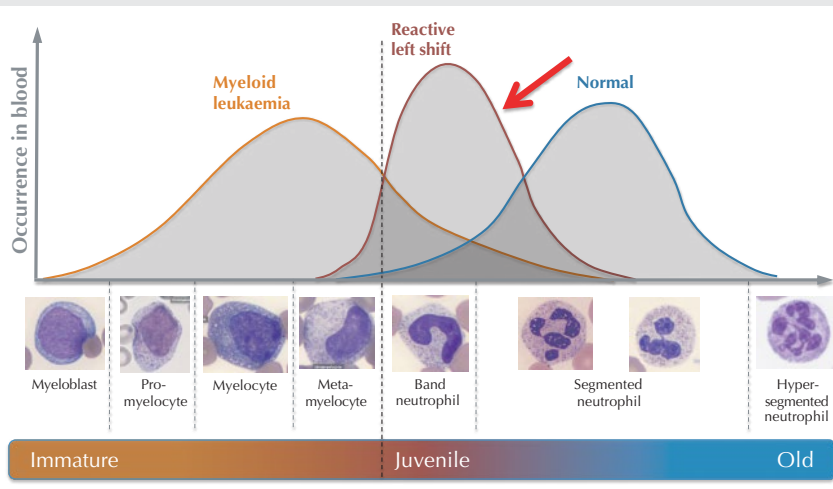 Reactive
left shift
Myeloid
leukaemia
Normal
Occurrence in blood
Myeloblast
Pro-
myelocyte
Myelocyte
Meta-
myelocyte
Band
neutrophil
Segmented
neutrophil
Hyper-
segmented
neutrophil
Immature
Juvenile
Old